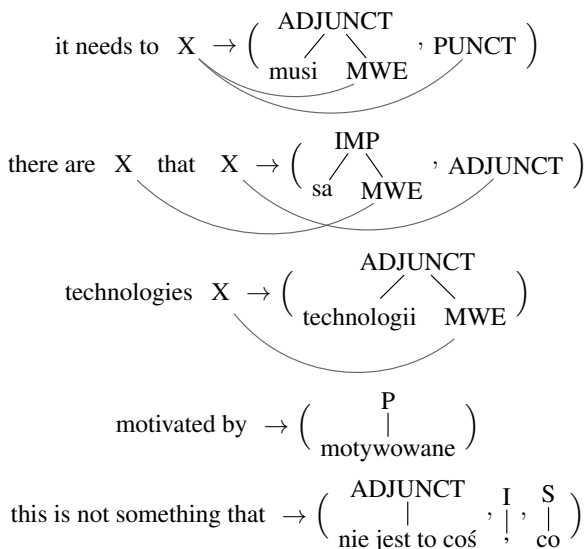 ADJUNCT
it needs to X → ( musi MWE , PUNCT )
IMP
there are X that X → ( sa MWE , ADJUNCT )
ADJUNCT
technologies X → ( technologii MWE )
P
motivated by → ( motywowane )
ADJUNCT I S
this is not something that → ( nie jest to coś , , , co )